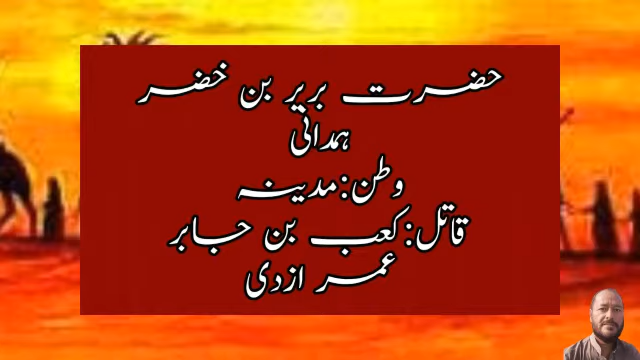 حضرت بریر بن خضر
ہمدانی
وطن:مدینہ
قاتل:کعب بن جابر
عمر ازدی